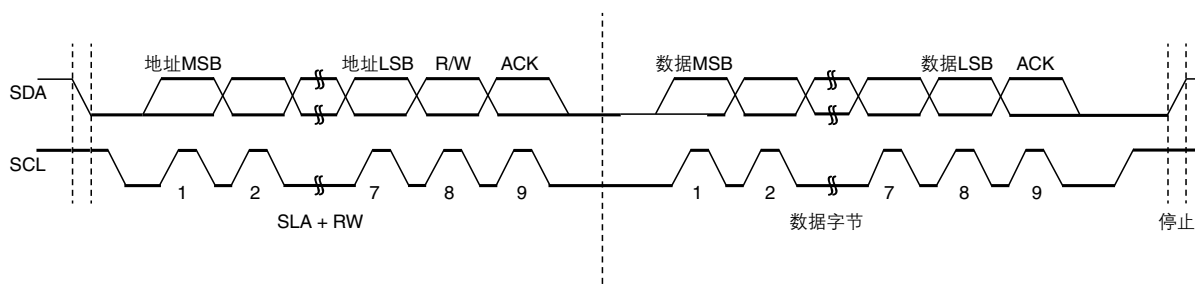 地址MSB 地址LSB R/W ACK 数据MSB 数据LSB ACK
SDA
SCL
1 2 7 8 9 1 2 7 8 9
SLA + RW 数据字节 停止